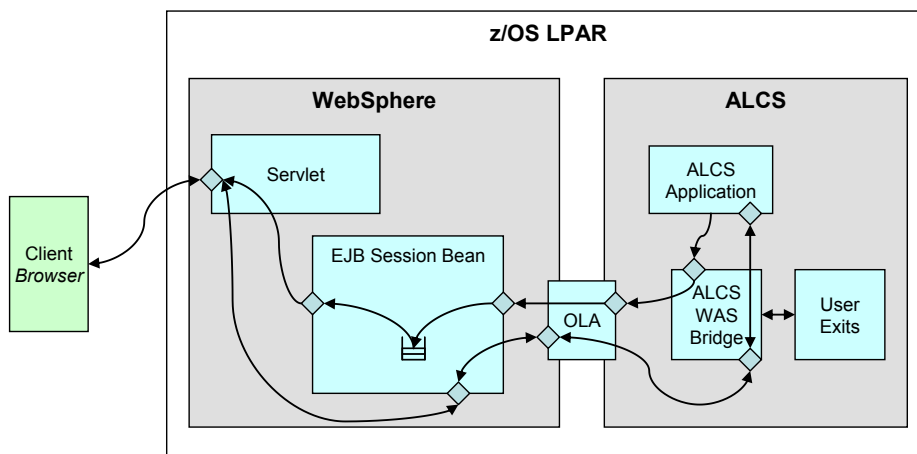 z/OS LPAR
WebSphere
ALCS
Servlet
ALCS
Application
Client
Browser
EJB Session Bean
OLA
ALCS
WAS
Bridge
User
Exits